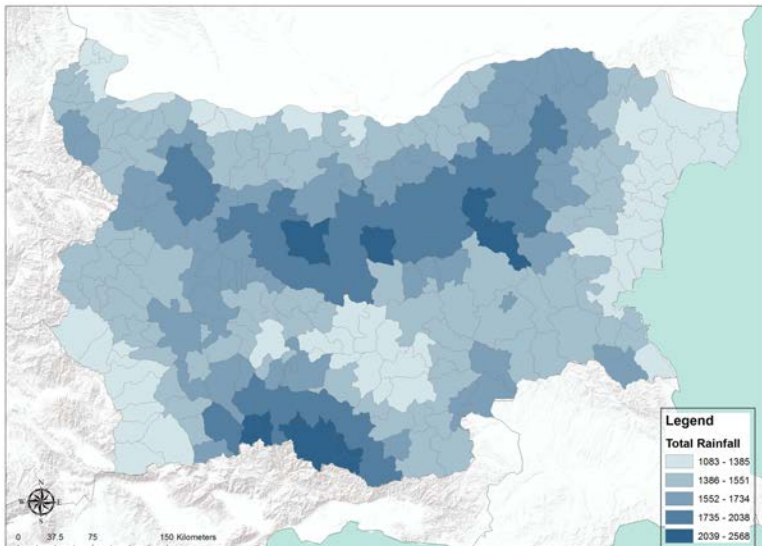 Legend
Total Rainfall
1083 - 1385
1386 - 1551
1552 - 1734
1735 - 2038
2039 - 2568
N
W E
S
0 37.5 75 150 Kilometers